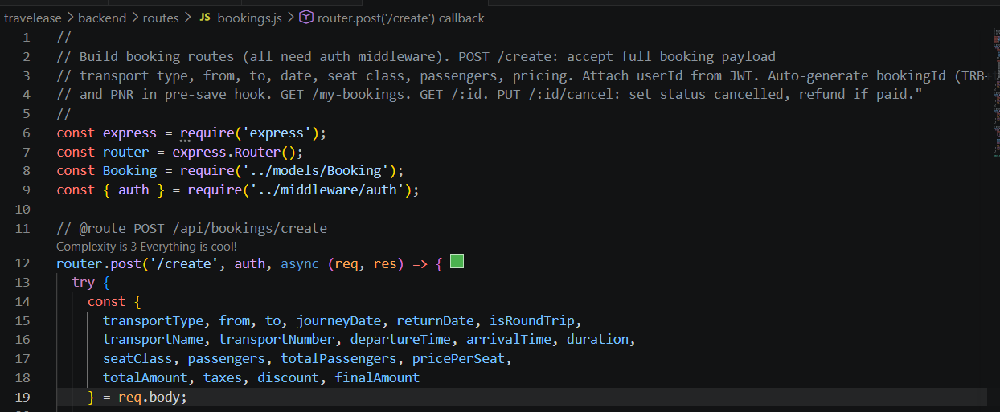 travelease > backend > routes > JS bookings.js > router.post('/create') callback
1 //
2 // Build booking routes (all need auth middleware). POST /create: accept full booking payload
3 // transport type, from, to, date, seat class, passengers, pricing. Attach userId from JWT. Auto-generate bookingId (TRB-
4 // and PNR in pre-save hook. GET /my-bookings. GET /:id. PUT /:id/cancel: set status cancelled, refund if paid."
5 //
6 const express = require('express');
7 const router = express.Router();
8 const Booking = require('../models/Booking');
9 const { auth } = require('../middleware/auth');
10
11 // @route POST /api/bookings/create
Complexity is 3 Everything is cool!
12 router.post('/create', auth, async (req, res) => {
13 try {
14 const {
15 transportType, from, to, journeyDate, returnDate, isRoundTrip,
16 transportName, transportNumber, departureTime, arrivalTime, duration,
17 seatClass, passengers, totalPassengers, pricePerSeat,
18 totalAmount, taxes, discount, finalAmount
19 } = req.body;